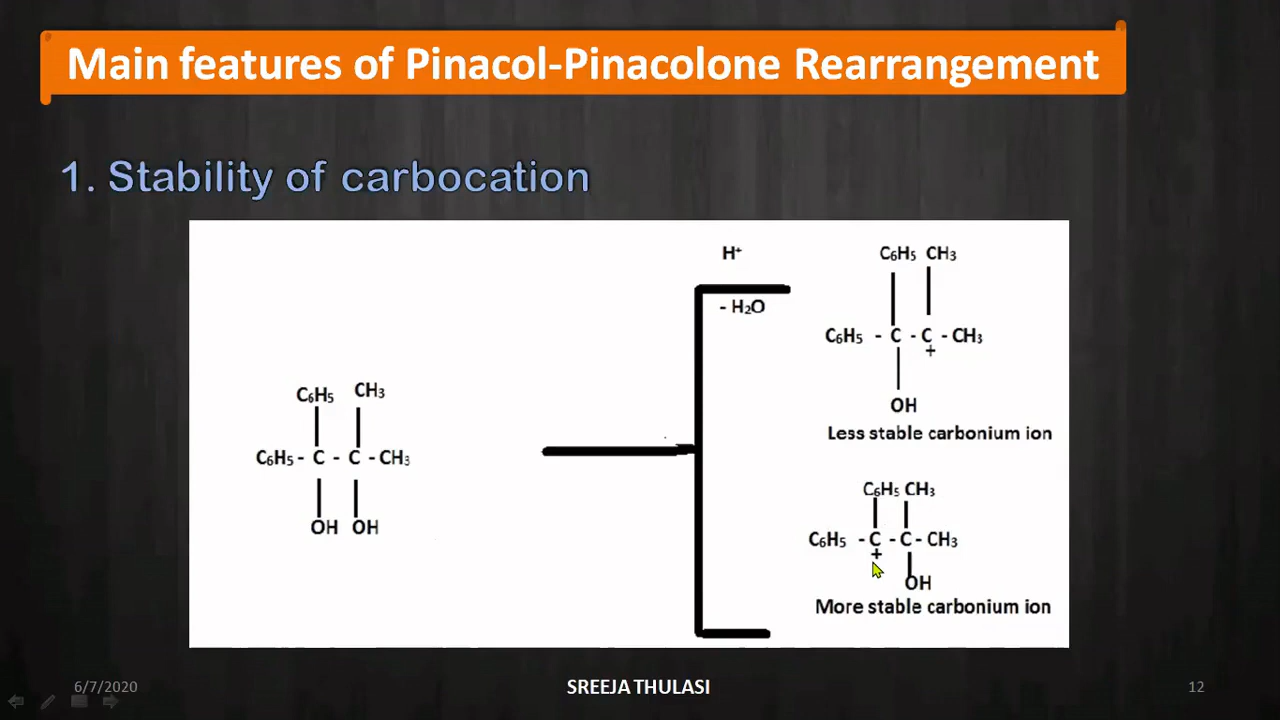 Main features of Pinacol-Pinacolone Rearrangement
1. Stability of carbocation
H⁺
- H₂O
C₆H₅ CH₃
C₆H₅ - C - C - CH₃
+
OH
Less stable carbonium ion
C₆H₅ CH₃
C₆H₅ - C - C - CH₃
OH OH
C₆H₅ CH₃
C₆H₅ - C - C - CH₃
+
OH
More stable carbonium ion
6/7/2020
SREEJA THULASI
12